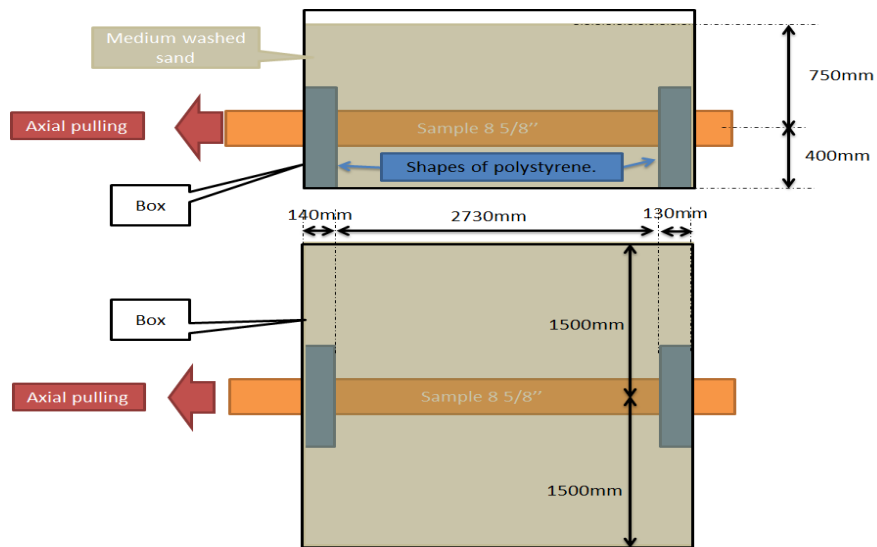 Medium washed
sand
750mm
Axial pulling
Sample 8 5/8’’
400mm
Shapes of polystyrene.
Box
140mm
2730mm
130mm
Box
1500mm
Axial pulling
Sample 8 5/8’’
1500mm